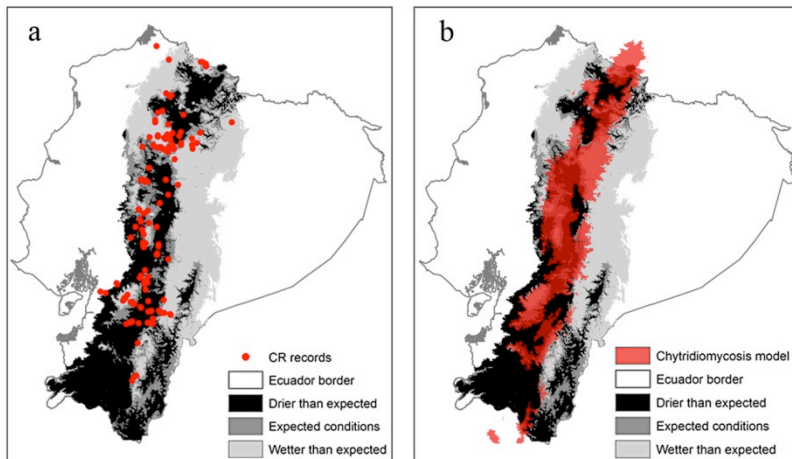 a
CR records
Ecuador border
Drier than expected
Expected conditions
Wetter than expected
b
Chytridiomycosis model
Ecuador border
Drier than expected
Expected conditions
Wetter than expected